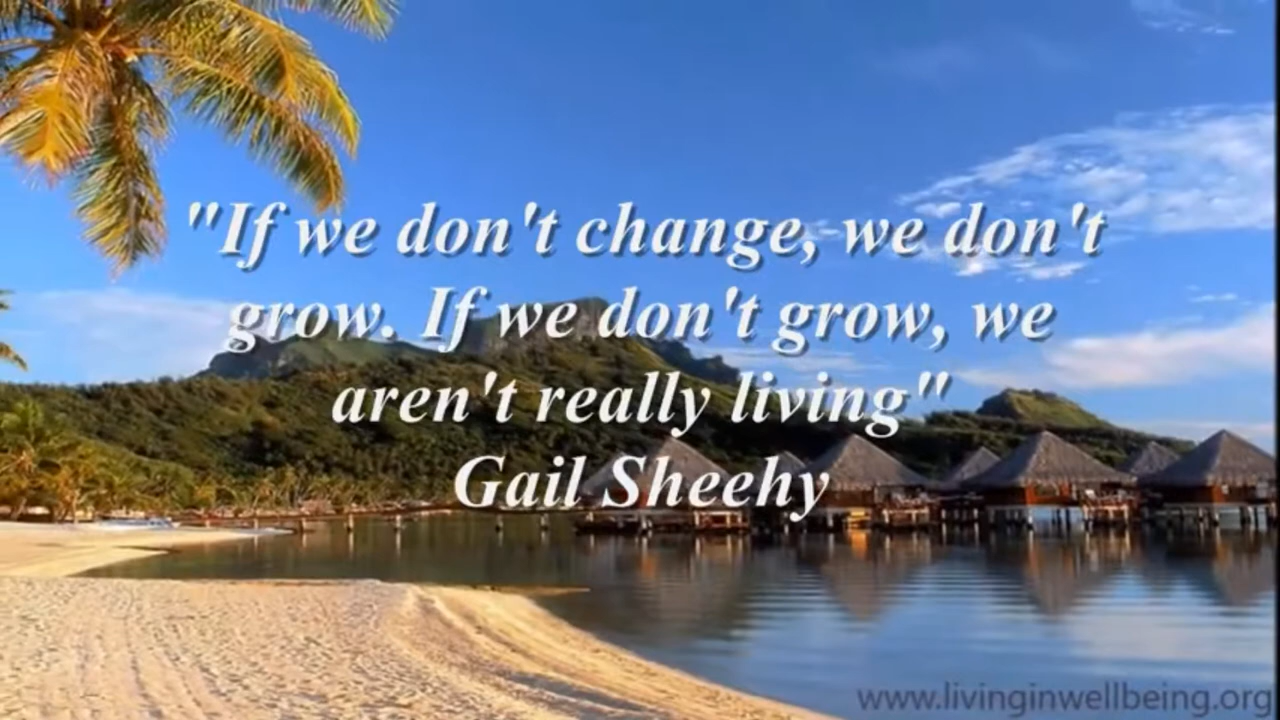 "If we don't change, we don't
grow. If we don't grow, we
aren't really living"
Gail Sheehy
www.livinginwellbeing.org